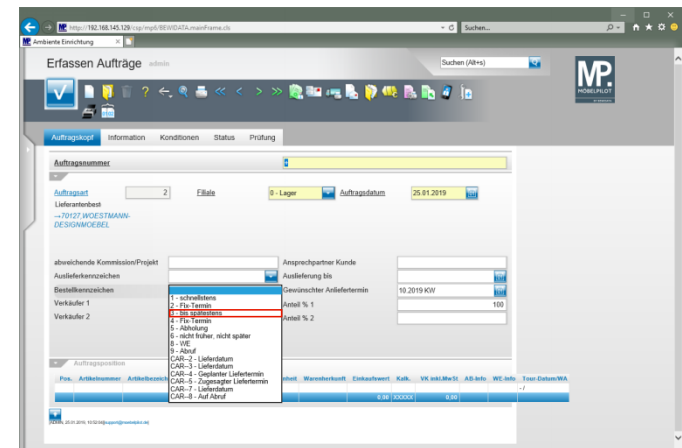 http://192.168.145.129/csp/mp6/BEWIDATA.mainFrame.cls
Suchen...
Ambiente Einrichtung
Erfassen Aufträge admin
Suchen (Alt+s)
MP.
MÖBELPILOT
Auftragskopf Information Konditionen Status Prüfung
Auftragsnummer
+
Auftragsart 2 Filiale 0 - Lager Auftragsdatum 25.01.2019
Lieferantenbest
→70127,WOESTMANN-
DESIGNMOEBEL
abweichende Kommission/Projekt Ansprechpartner Kunde
Auslieferkennzeichen Auslieferung bis
Bestellkennzeichen Gewünschter Anliefertermin 10.2019 KW
Verkäufer 1 Anteil % 1 100
Verkäufer 2 Anteil % 2
1 - schnellstens
2 - Fix-Termin
3 - bis spätestens
4 - Fix-Termin
5 - Abholung
6 - nicht früher, nicht später
8 - WE
9 - Abruf
CAR--2 - Lieferdatum
CAR--3 - Lieferdatum
CAR--4 - Geplanter Liefertermin
CAR--5 - Zugesagter Liefertermin
CAR--7 - Lieferdatum
CAR--8 - Auf Abruf
Auftragsposition
Pos. Artikelnummer Artikelbezeich inheit Warenherkunft Einkaufswert Kalk. VK inkl.MwSt AB-Info WE-Info Tour-Datum/WA
- /
0,00 XXXXX 0,00